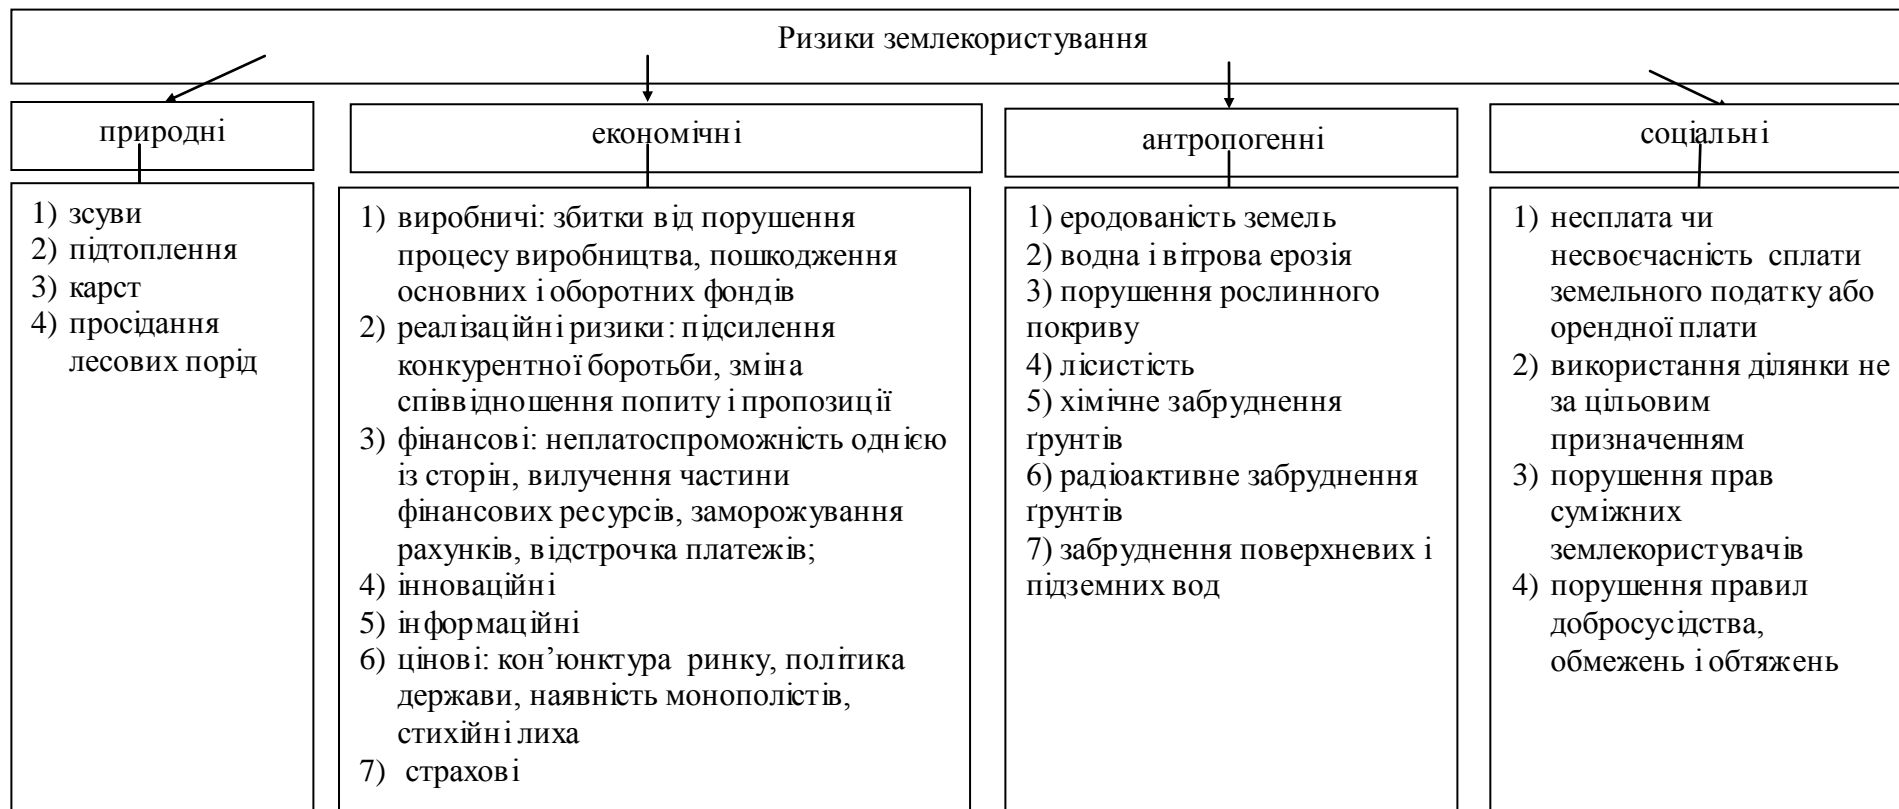 Ризики землекористування
природні
економічні
антропогенні
соціальні
1) зсуви
2) підтоплення
3) карст
4) просідання
лесових порід
1) виробничі: збитки від порушення
процесу виробництва, пошкодження
основних і оборотних фондів
2) реалізаційні ризики: підсилення
конкурентної боротьби, зміна
співвідношення попиту і пропозиції
3) фінансові: неплатоспроможність однією
із сторін, вилучення частини
фінансових ресурсів, заморожування
рахунків, відстрочка платежів;
4) інноваційні
5) інформаційні
6) цінові: кон’юнктура ринку, політика
держави, наявність монополістів,
стихійні лиха
7) страхові
1) еродованість земель
2) водна і вітрова ерозія
3) порушення рослинного
покриву
4) лісистість
5) хімічне забруднення
ґрунтів
6) радіоактивне забруднення
ґрунтів
7) забруднення поверхневих і
підземних вод
1) несплата чи
несвоєчасність сплати
земельного податку або
орендної плати
2) використання ділянки не
за цільовим
призначенням
3) порушення прав
суміжних
землекористувачів
4) порушення правил
добросусідства,
обмежень і обтяжень